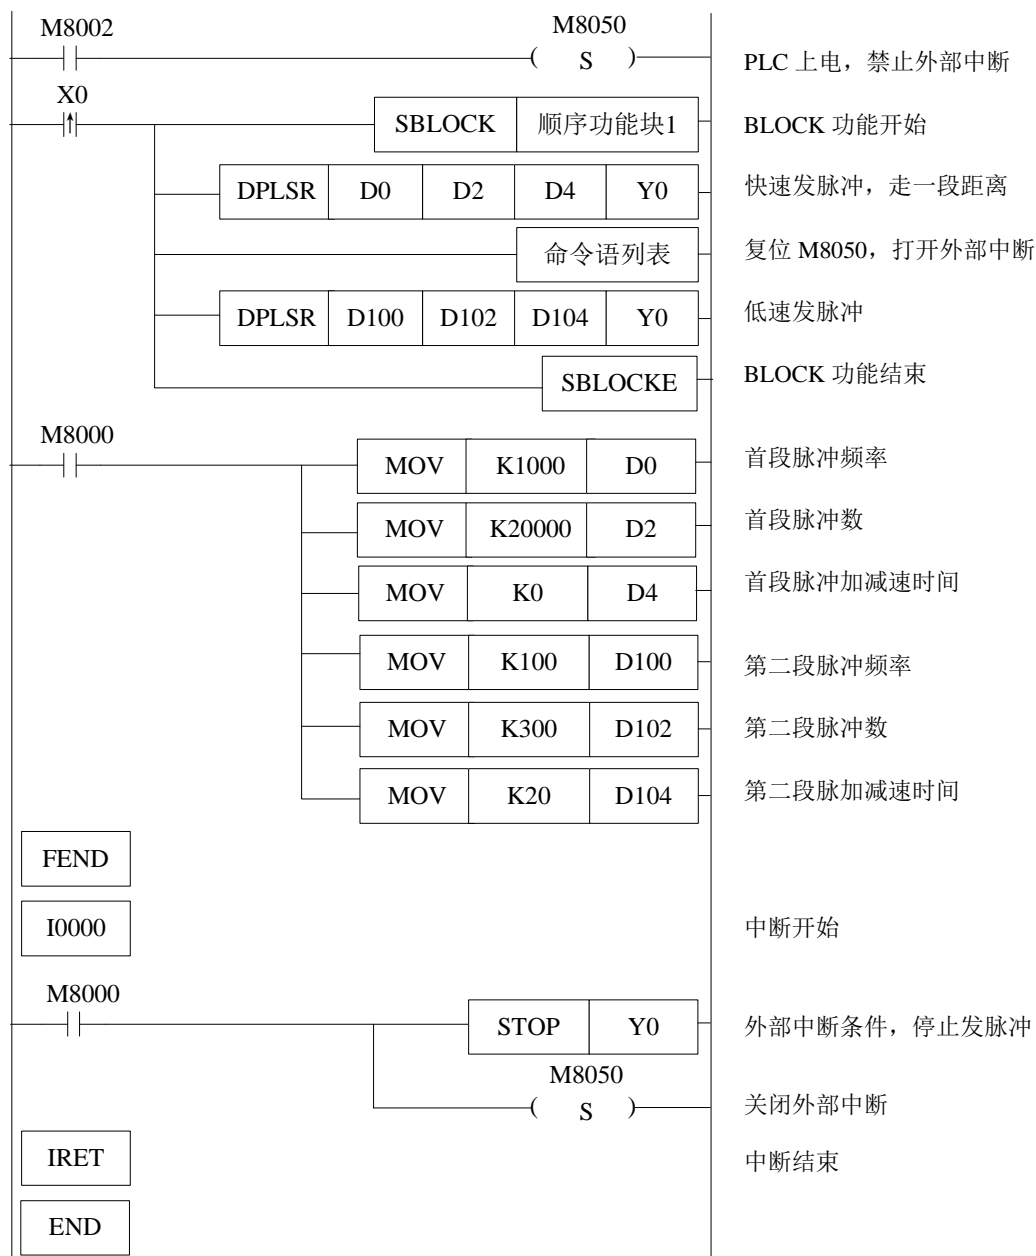 M8002
M8050
( S )
PLC 上电，禁止外部中断
X0
SBLOCK 顺序功能块1
BLOCK 功能开始
DPLSR D0 D2 D4 Y0
快速发脉冲，走一段距离
命令语列表
复位 M8050，打开外部中断
DPLSR D100 D102 D104 Y0
低速发脉冲
SBLOCKE
BLOCK 功能结束
M8000
MOV K1000 D0
首段脉冲频率
MOV K20000 D2
首段脉冲数
MOV K0 D4
首段脉冲加减速时间
MOV K100 D100
第二段脉冲频率
MOV K300 D102
第二段脉冲数
MOV K20 D104
第二段脉加减速时间
FEND
I0000
中断开始
M8000
STOP Y0
外部中断条件，停止发脉冲
M8050
( S )
关闭外部中断
IRET
中断结束
END